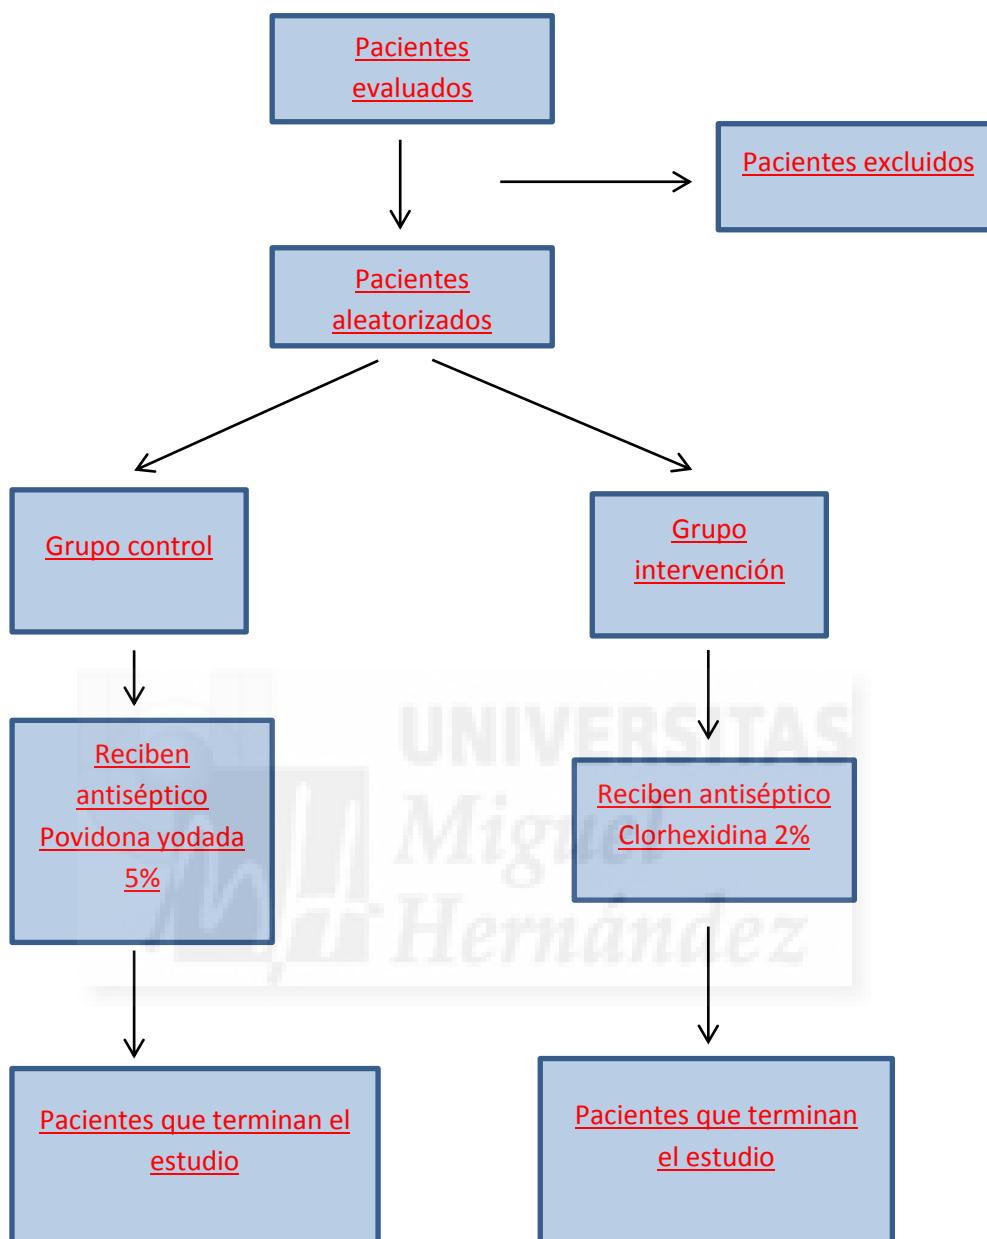 Pacientes
evaluados
Pacientes excluidos
Pacientes
aleatorizados
Grupo control
Grupo
intervención
Reciben
antiséptico
Povidona yodada
5%
Reciben antiséptico
Clorhexidina 2%
UNIVERSITAS
Miguel
Hernández
Pacientes que terminan el
estudio
Pacientes que terminan
el estudio